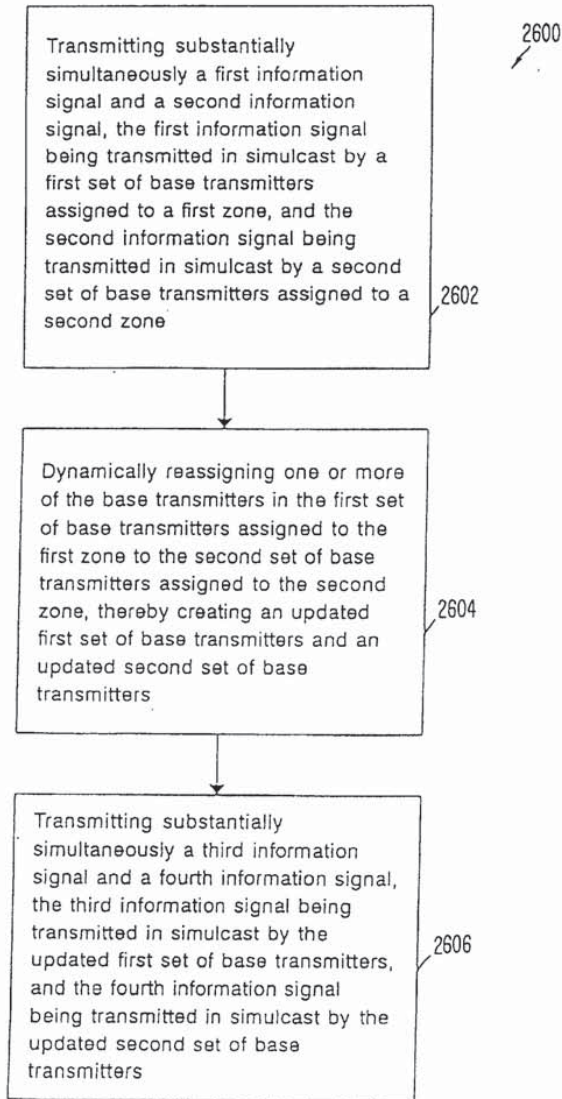 2600
Transmitting substantially
simultaneously a first information
signal and a second information
signal, the first information signal
being transmitted in simulcast by a
first set of base transmitters
assigned to a first zone, and the
second information signal being
transmitted in simulcast by a second
set of base transmitters assigned to a
second zone
2602
Dynamically reassigning one or more
of the base transmitters in the first set
of base transmitters assigned to the
first zone to the second set of base
transmitters assigned to the second
zone, thereby creating an updated
first set of base transmitters and an
updated second set of base
transmitters
2604
Transmitting substantially
simultaneously a third information
signal and a fourth information signal,
the third information signal being
transmitted in simulcast by the
updated first set of base transmitters,
and the fourth information signal
being transmitted in simulcast by the
updated second set of base
transmitters
2606